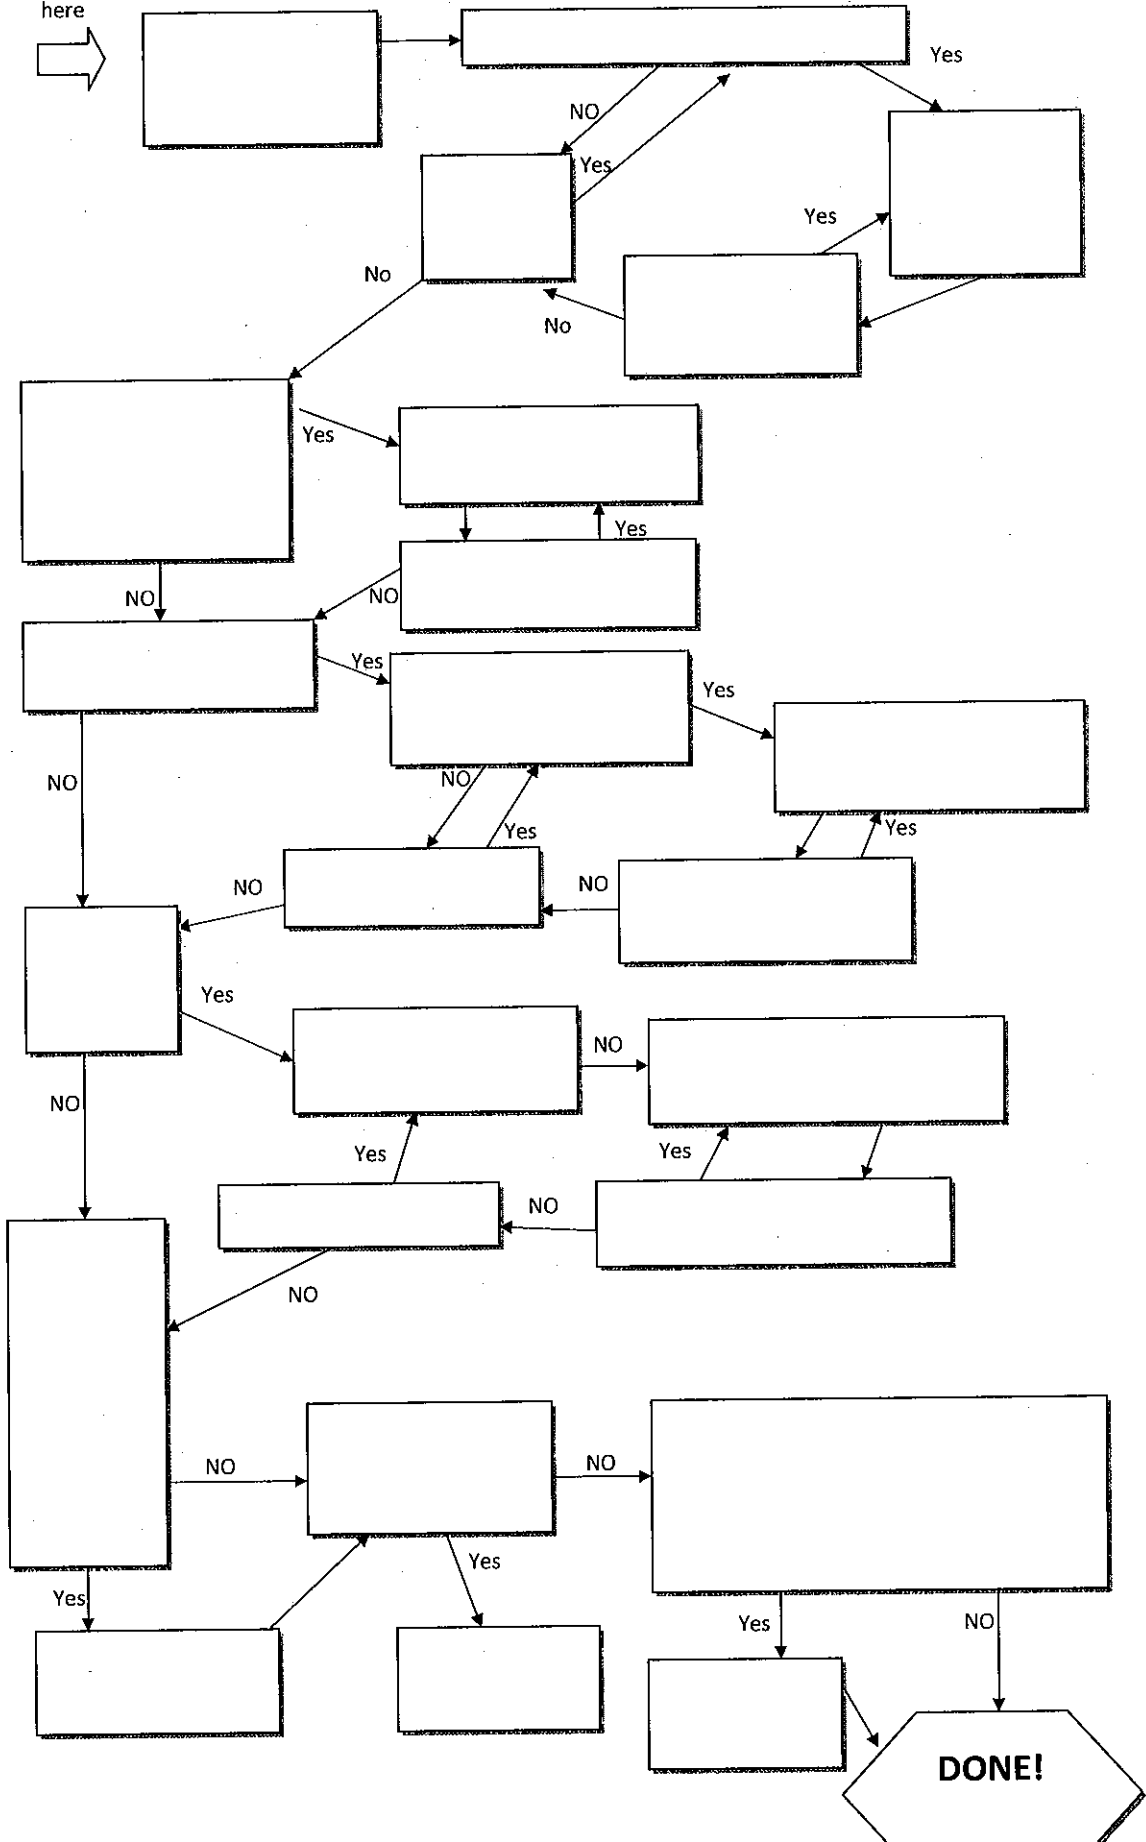 here
Yes
NO
Yes
Yes
No
No
Yes
Yes
NO
NO
Yes
Yes
NO
NO
Yes
Yes
NO
NO
Yes
NO
NO
Yes
Yes
NO
NO
NO
NO
Yes
Yes
Yes
NO
DONE!